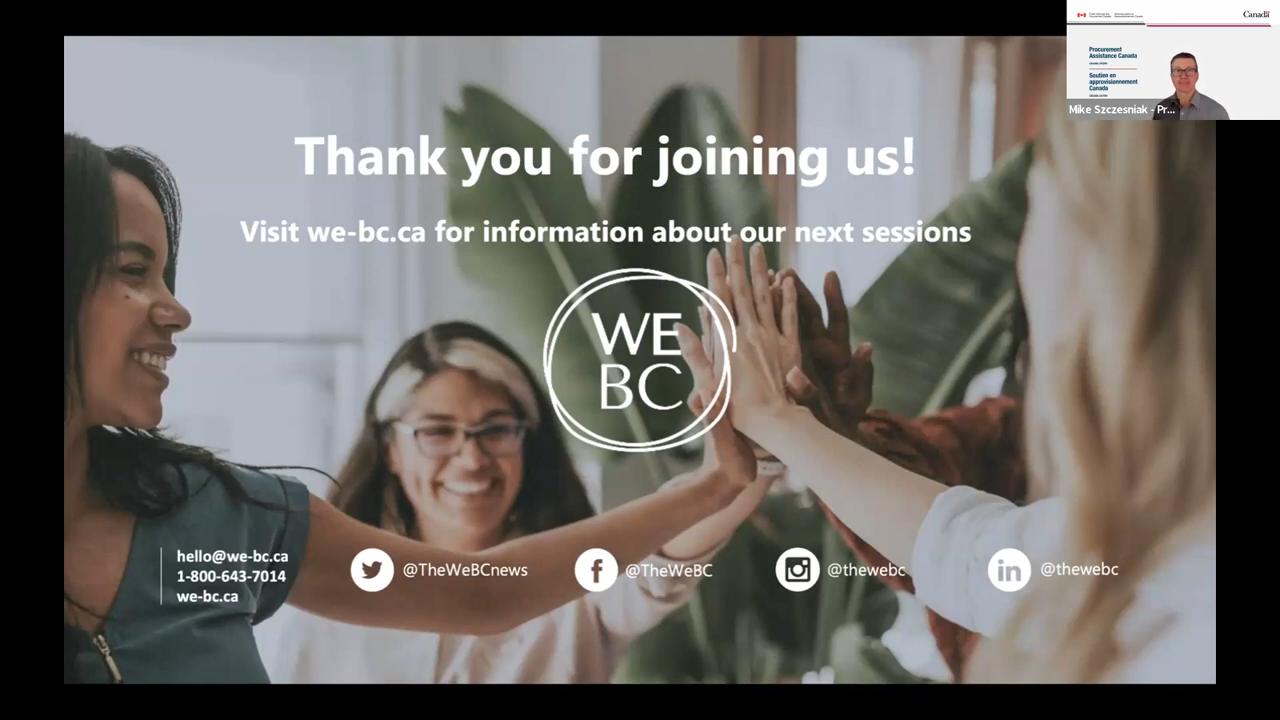 Canada
Procurement
Assistance Canada
Soutien en
approvisionnement
Canada
Mike Szczesniak - Pr...
Thank you for joining us!
Visit we-bc.ca for information about our next sessions
WE
BC
hello@we-bc.ca
1-800-643-7014
we-bc.ca
@TheWeBCnews
@TheWeBC
@thewebc
@thewebc